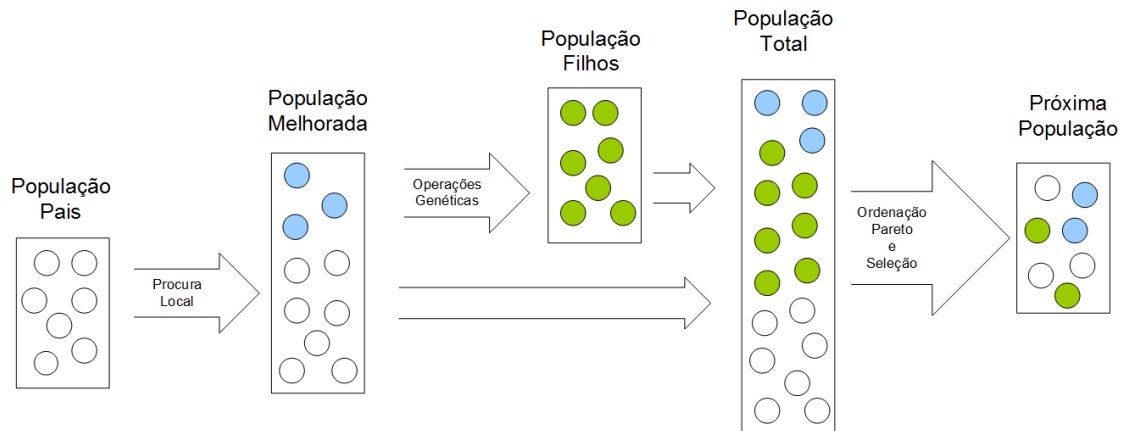 População
Pais
Procura
Local
População
Melhorada
Operações
Genéticas
População
Filhos
População
Total
Ordenação
Pareto
e
Seleção
Próxima
População